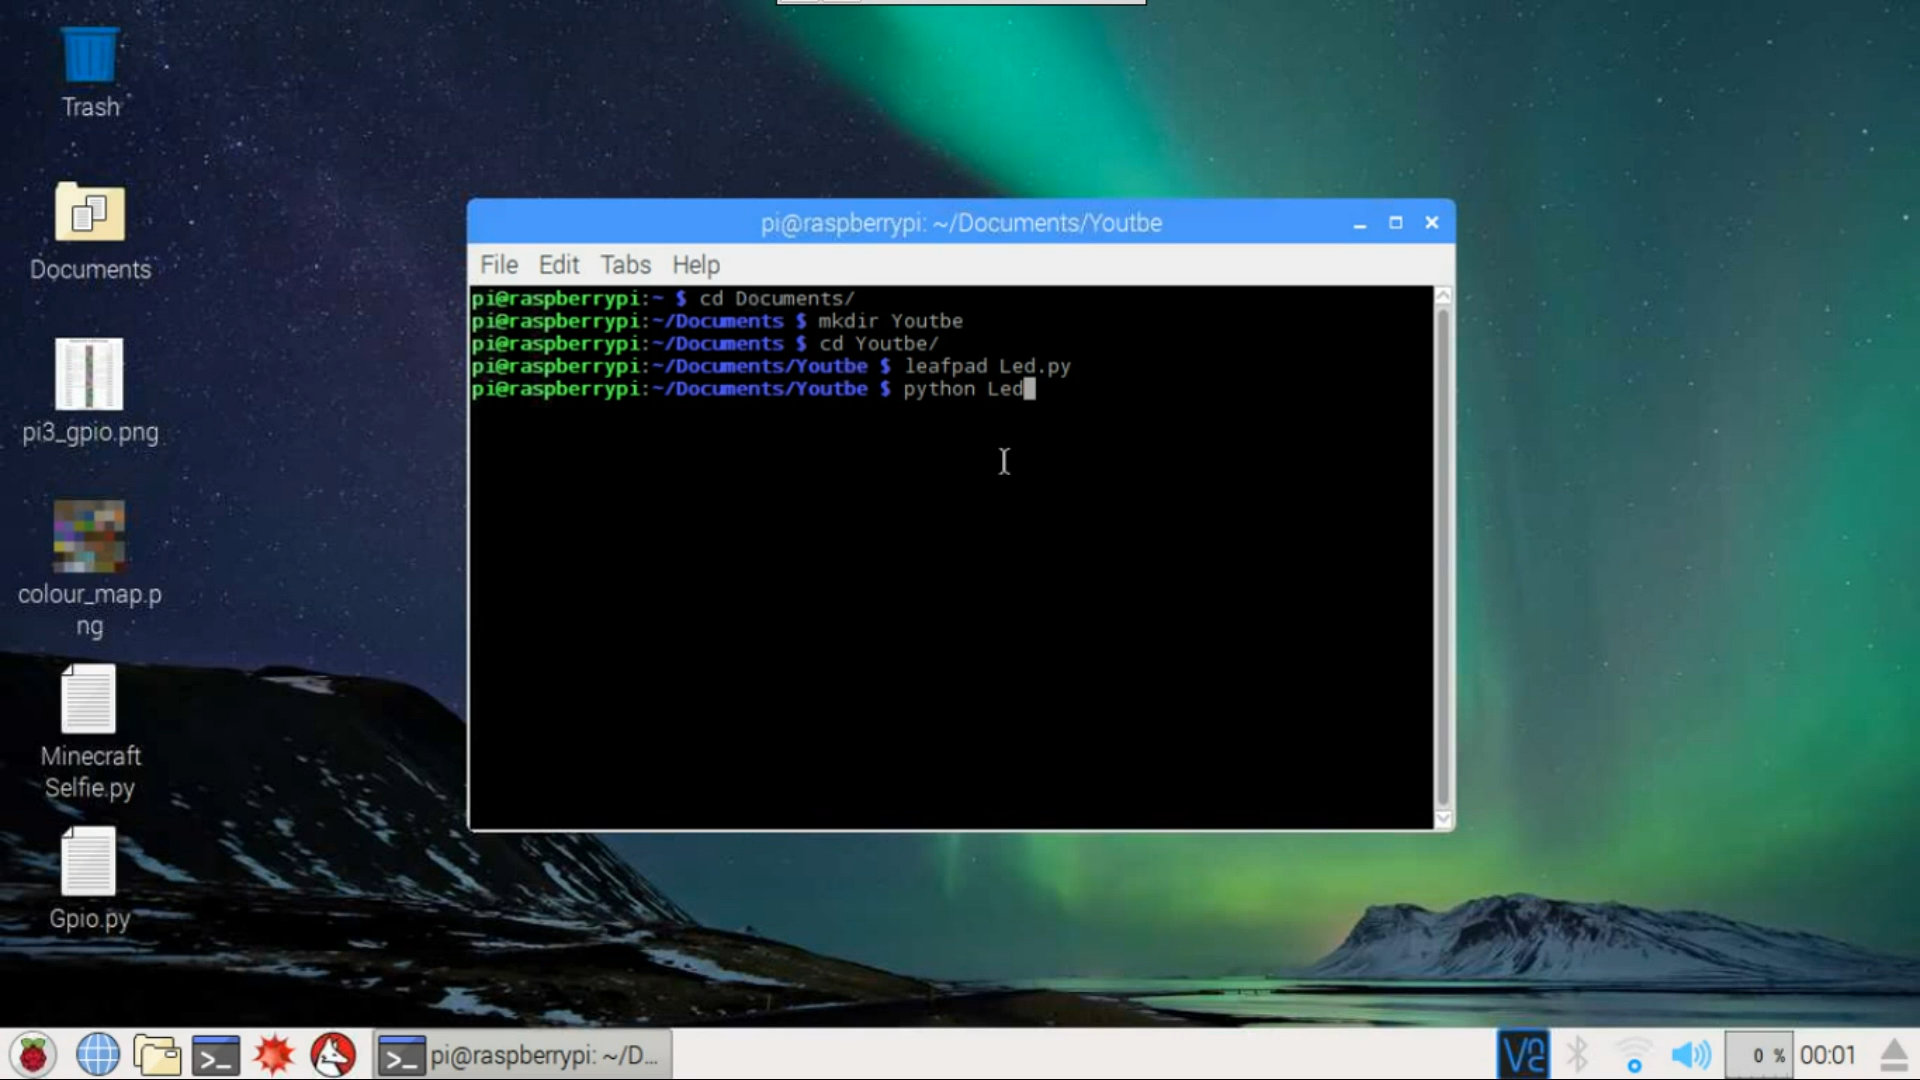 Trash
Documents
pi3_gpio.png
colour_map.p
ng
Minecraft
Selfie.py
Gpio.py
pi@raspberrypi: ~/Documents/Youtbe
File Edit Tabs Help
pi@raspberrypi:~ $ cd Documents/
pi@raspberrypi:~/Documents $ mkdir Youtbe
pi@raspberrypi:~/Documents $ cd Youtbe/
pi@raspberrypi:~/Documents/Youtbe $ leafpad Led.py
pi@raspberrypi:~/Documents/Youtbe $ python Led
pi@raspberrypi: ~/D...
0 %
00:01